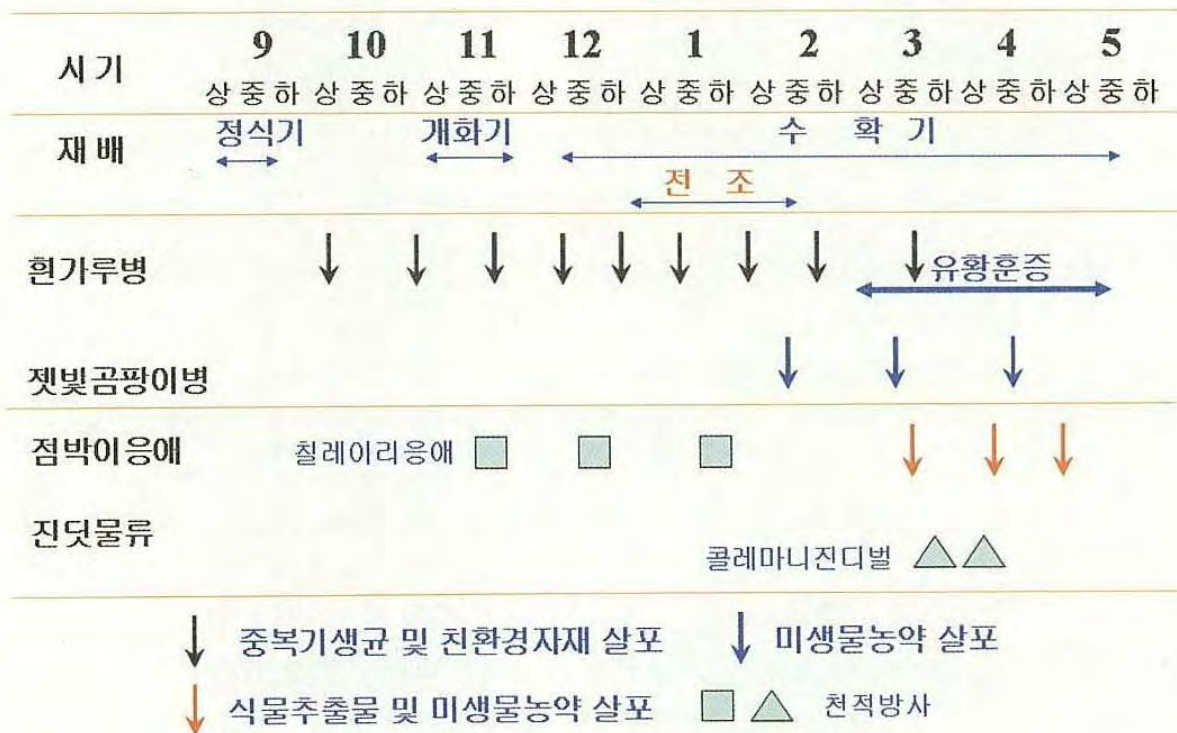 시기 9 10 11 12 1 2 3 4 5
상 중 하 상 중 하 상 중 하 상 중 하 상 중 하 상 중 하 상 중 하 상 중 하 상 중 하
재배 정식기 개화기 수 확 기
전 조
흰가루병 유황훈증
잿빛곰팡이병
점박이응애 칠레이리응애
진딧물류 콜레마니진디벌
중복기생균 및 친환경자재 살포 미생물농약 살포
식물추출물 및 미생물농약 살포 천적방사